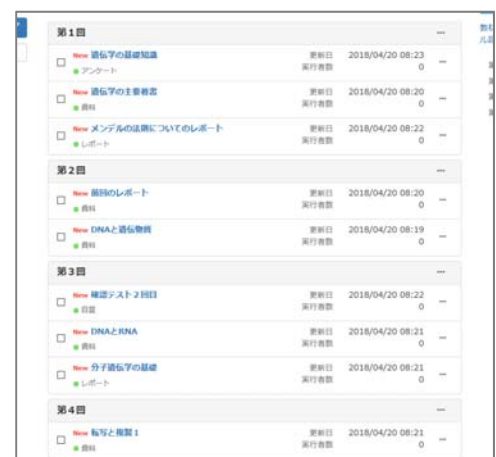 第1回
New 遺伝学の基礎知識 更新日 2018/04/20 08:23
アンケート 実行者数 0
New 遺伝学の主要著書 更新日 2018/04/20 08:20
資料 実行者数 0
New メンデルの法則についてのレポート 更新日 2018/04/20 08:22
レポート 実行者数 0
第2回
New 前回のレポート 更新日 2018/04/20 08:20
資料 実行者数 0
New DNAと遺伝物質 更新日 2018/04/20 08:19
資料 実行者数 0
第3回
New 確認テスト2回目 更新日 2018/04/20 08:22
実行者数 0
New DNAとRNA 更新日 2018/04/20 08:21
資料 実行者数 0
New 分子遺伝学の基礎 更新日 2018/04/20 08:21
レポート 実行者数 0
第4回
New 転写と複製1 更新日 2018/04/20 08:21
資料 実行者数 0